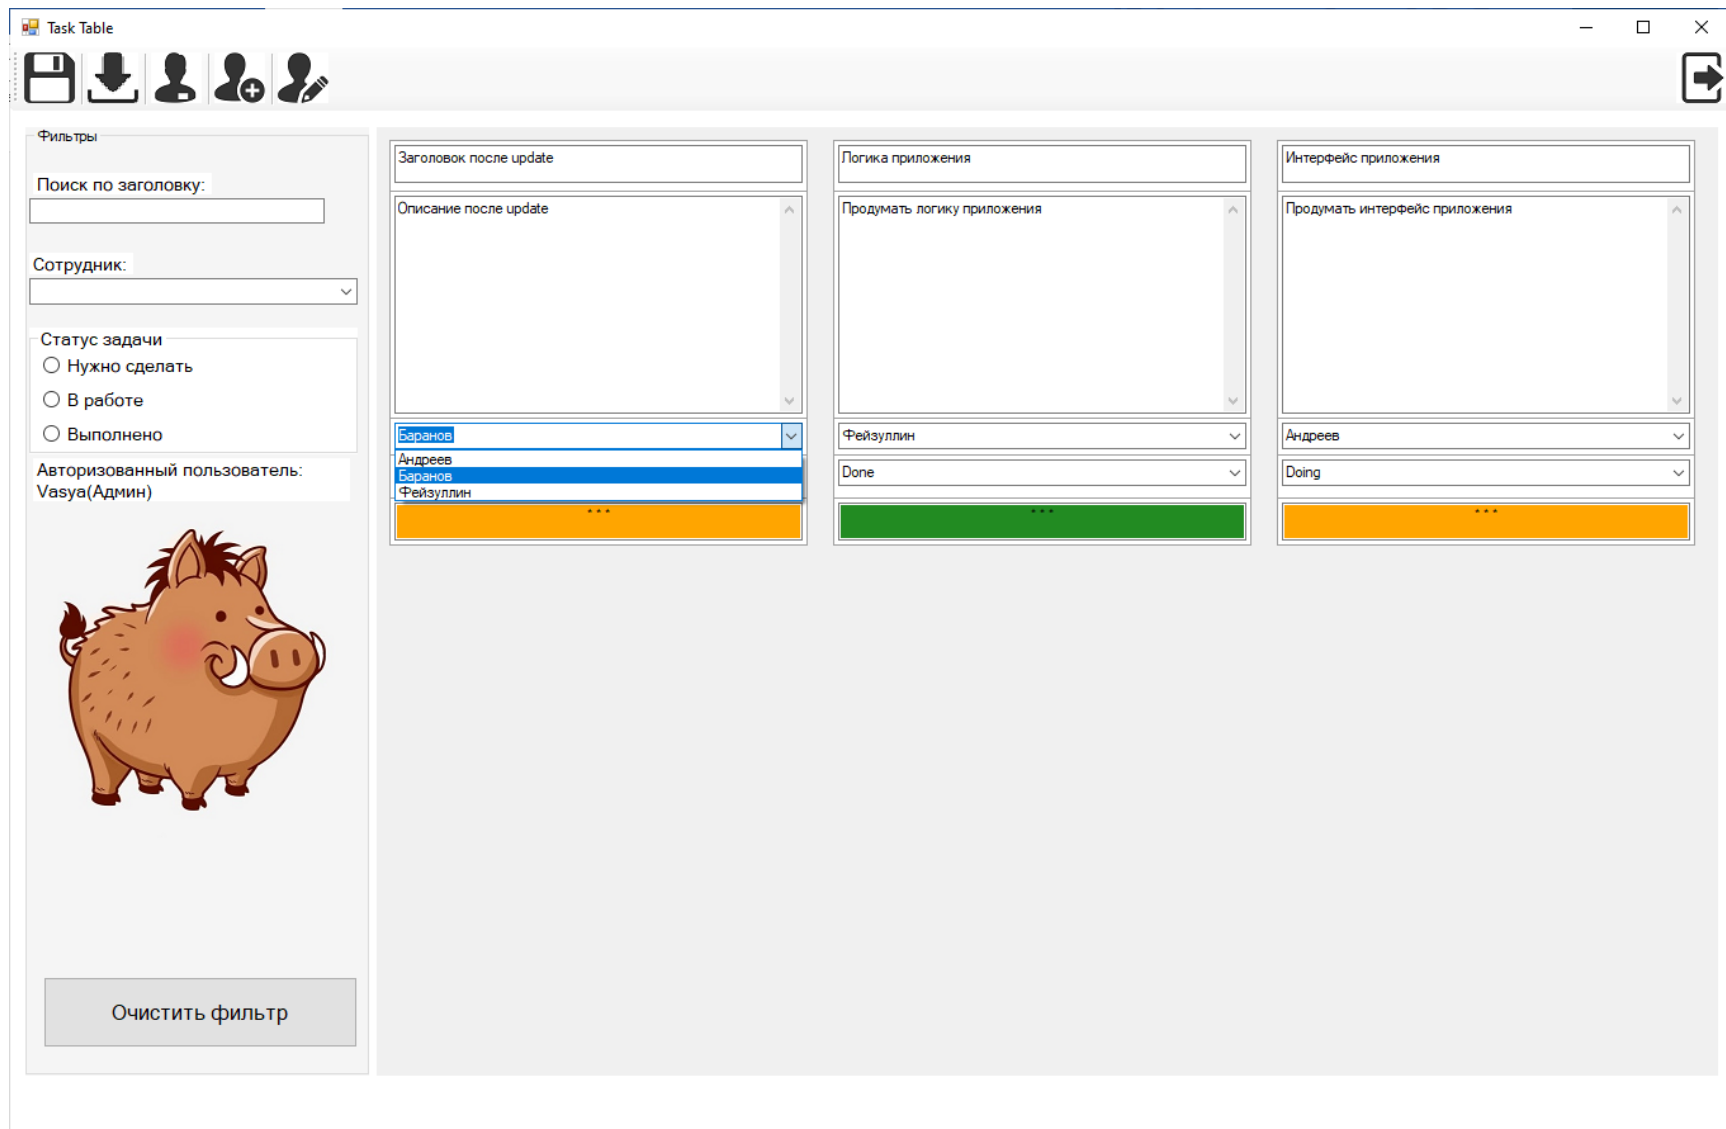 Task Table
Фильтры
Поиск по заголовку:
Сотрудник:
Статус задачи
Нужно сделать
В работе
Выполнено
Авторизованный пользователь:
Vasya(Админ)
Очистить фильтр
Заголовок после update
Описание после update
Баранов
Андреев
Баранов
Фейзуллин
***
Логика приложения
Продумать логику приложения
Фейзуллин
Done
***
Интерфейс приложения
Продумать интерфейс приложения
Андреев
Doing
***